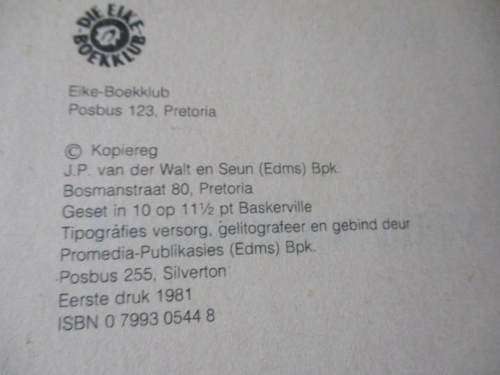 DIE EIKE
BOEKKLUB
Eike-Boekklub
Posbus 123, Pretoria
© Kopiereg
J.P. van der Walt en Seun (Edms) Bpk.
Bosmanstraat 80, Pretoria
Geset in 10 op 11½ pt Baskerville
Tipografies versorg, gelitografeer en gebind deur
Promedia-Publikasies (Edms) Bpk.
Posbus 255, Silverton
Eerste druk 1981
ISBN 0 7993 0544 8